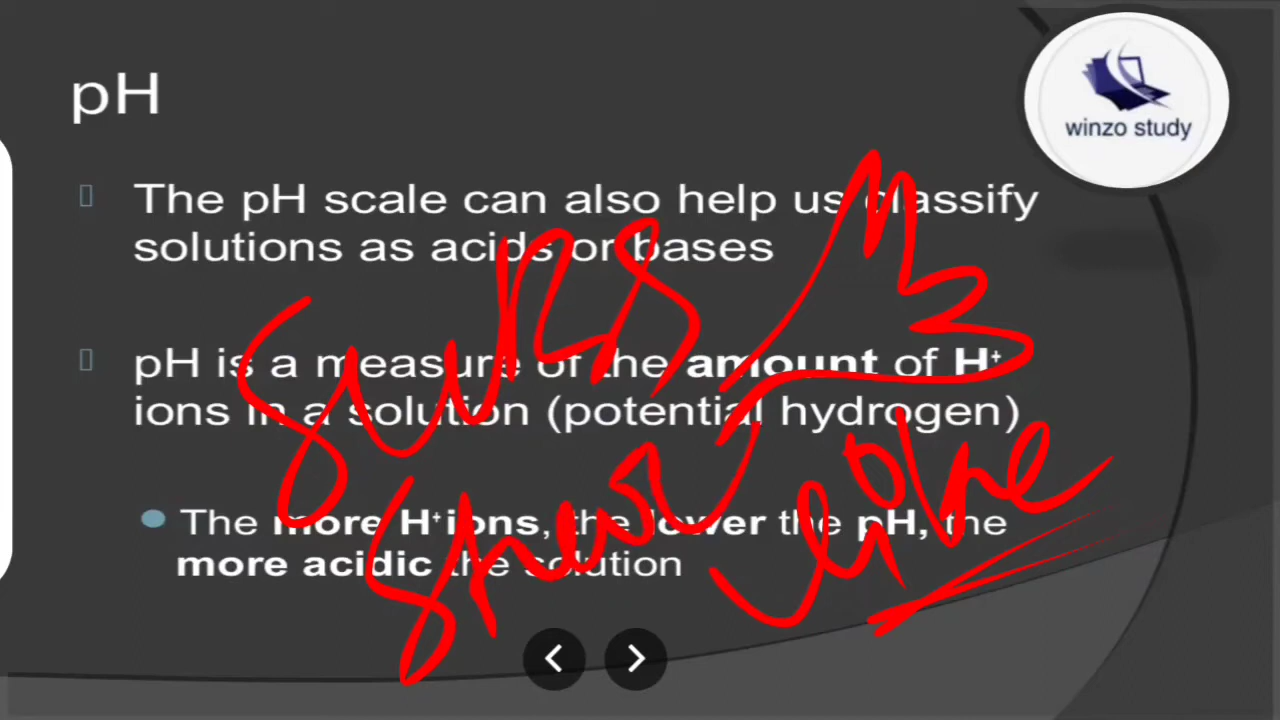 pH
winzo study
The pH scale can also help us classify
solutions as acids or bases
pH is a measure of the amount of H⁺
ions in a solution (potential hydrogen)
The more H⁺ ions, the lower the pH, the
more acidic the solution